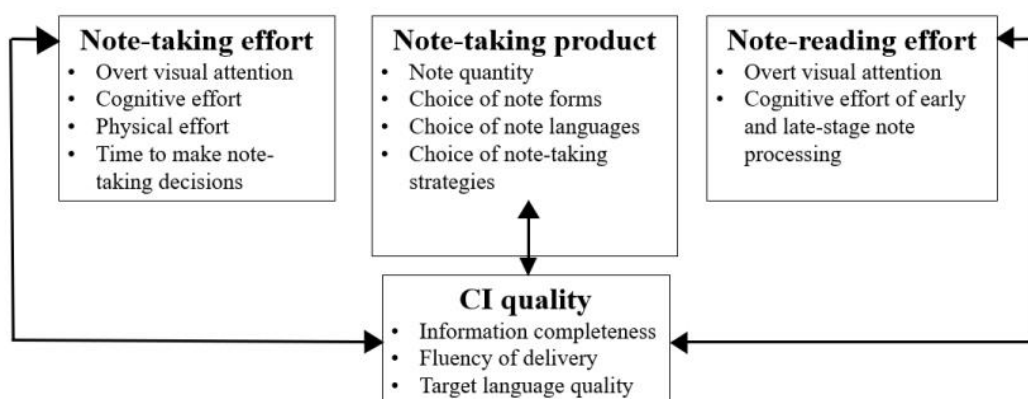 Note-taking effort
• Overt visual attention
• Cognitive effort
• Physical effort
• Time to make note-
taking decisions
Note-taking product
• Note quantity
• Choice of note forms
• Choice of note languages
• Choice of note-taking
strategies
Note-reading effort
• Overt visual attention
• Cognitive effort of early
and late-stage note
processing
CI quality
• Information completeness
• Fluency of delivery
• Target language quality